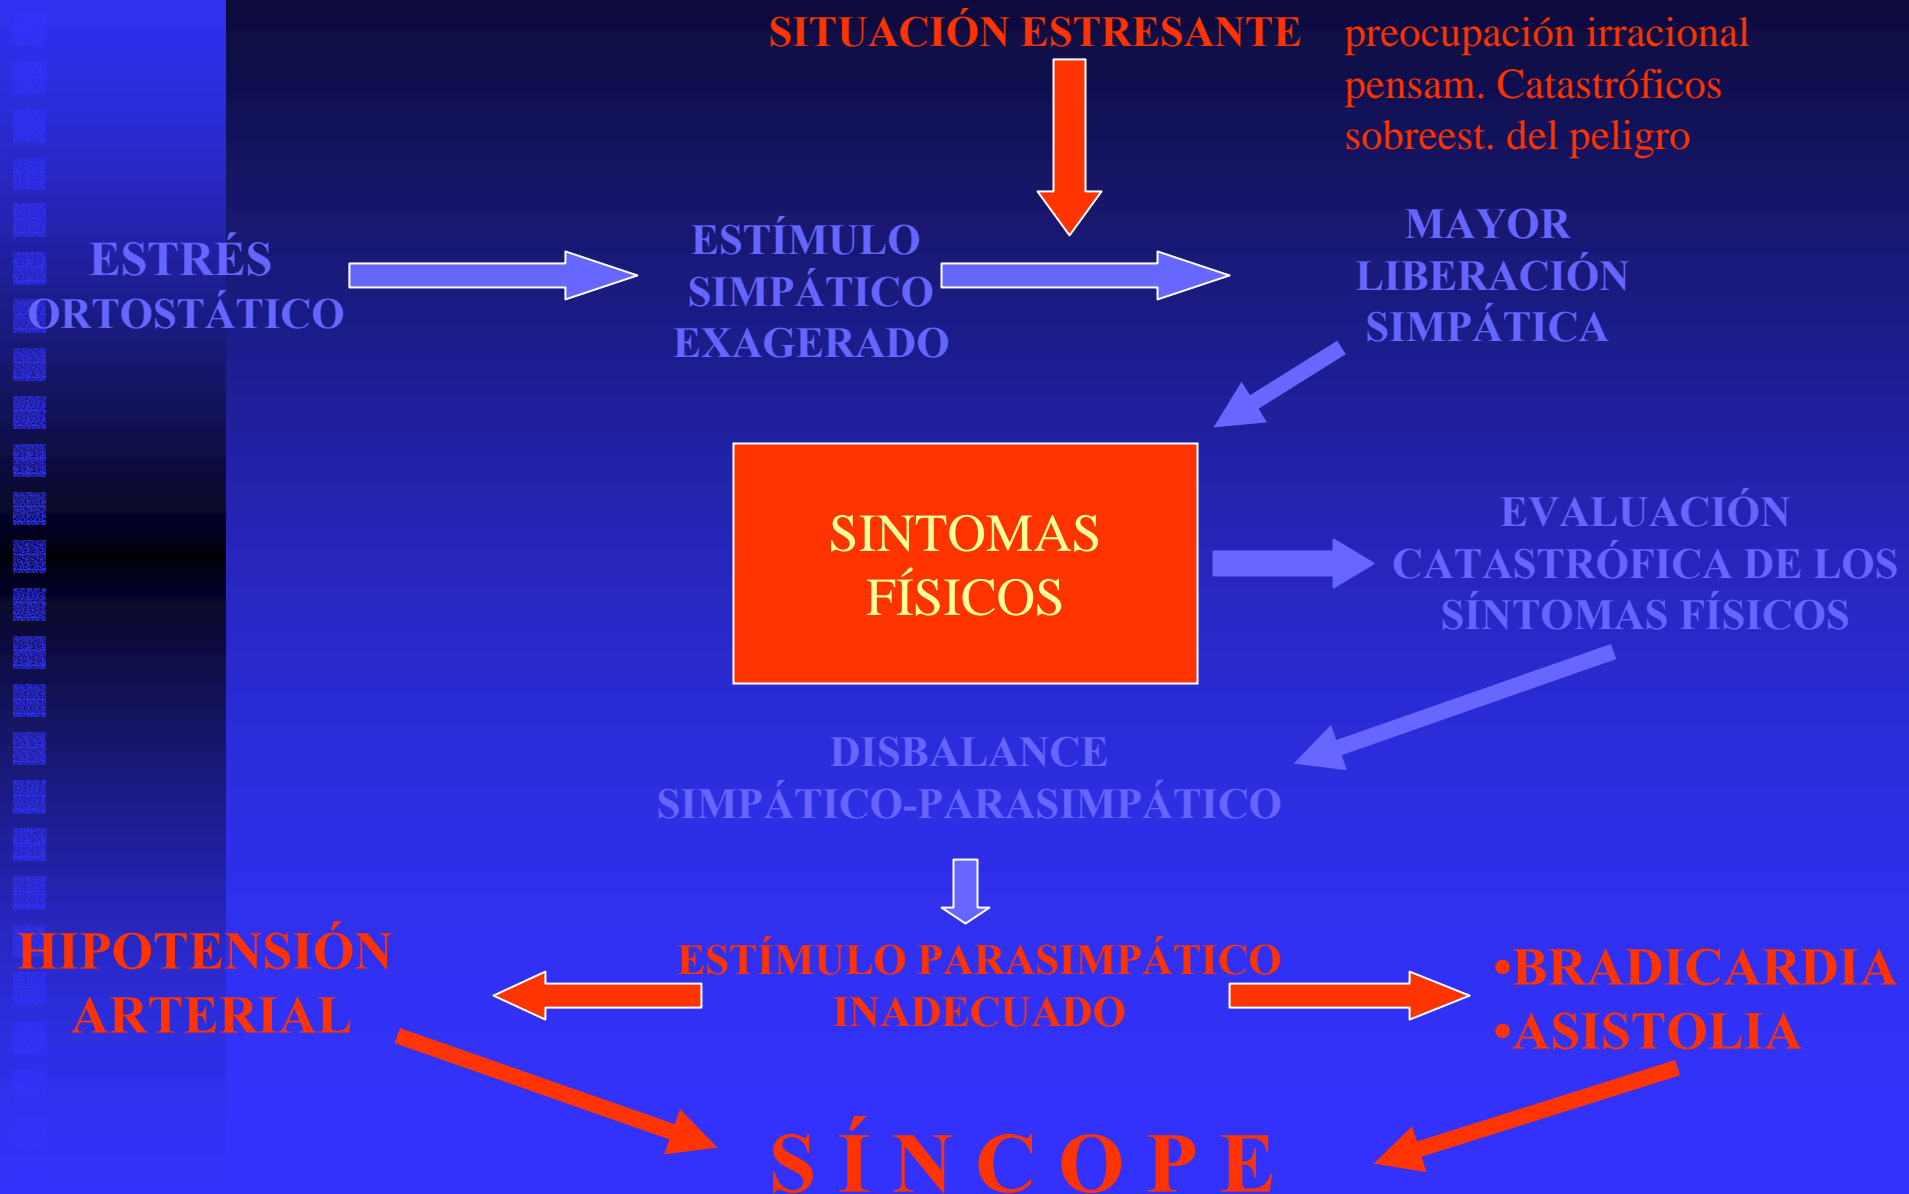 SITUACIÓN ESTRESANTE
preocupación irracional
pensam. Catastróficos
sobreest. del peligro
ESTRÉS
ORTOSTÁTICO
ESTÍMULO
SIMPÁTICO
EXAGERADO
MAYOR
LIBERACIÓN
SIMPÁTICA
SINTOMAS
FÍSICOS
EVALUACIÓN
CATASTRÓFICA DE LOS
SÍNTOMAS FÍSICOS
DISBALANCE
SIMPÁTICO-PARASIMPÁTICO
HIPOTENSIÓN
ARTERIAL
ESTÍMULO PARASIMPÁTICO
INADECUADO
•BRADICARDIA
•ASISTOLIA
S Í N C O P E